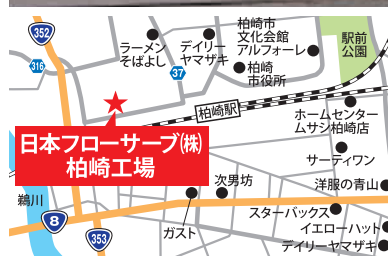 352
316
ラーメン
そばよし
デイリー
ヤマザキ
37
柏崎市
文化会館
アルフォーレ
柏崎
市役所
駅前
公園
柏崎駅
ホームセンター
ムサシ柏崎店
日本フローサーブ㈱
柏崎工場
サーティワン
鵜川
8
353
次男坊
ガスト
洋服の青山
スターバックス
イエローハット
デイリーヤマザキ